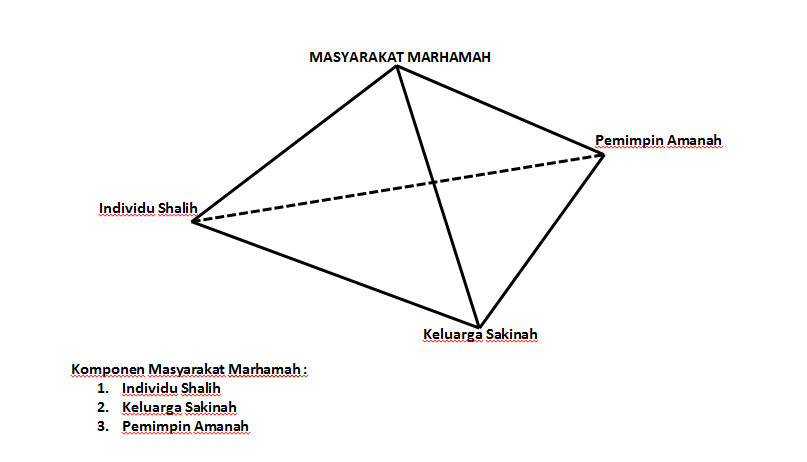 MASYARAKAT MARHAMAH
Pemimpin Amanah
Individu Shalih
Keluarga Sakinah
Komponen Masyarakat Marhamah :
1. Individu Shalih
2. Keluarga Sakinah
3. Pemimpin Amanah